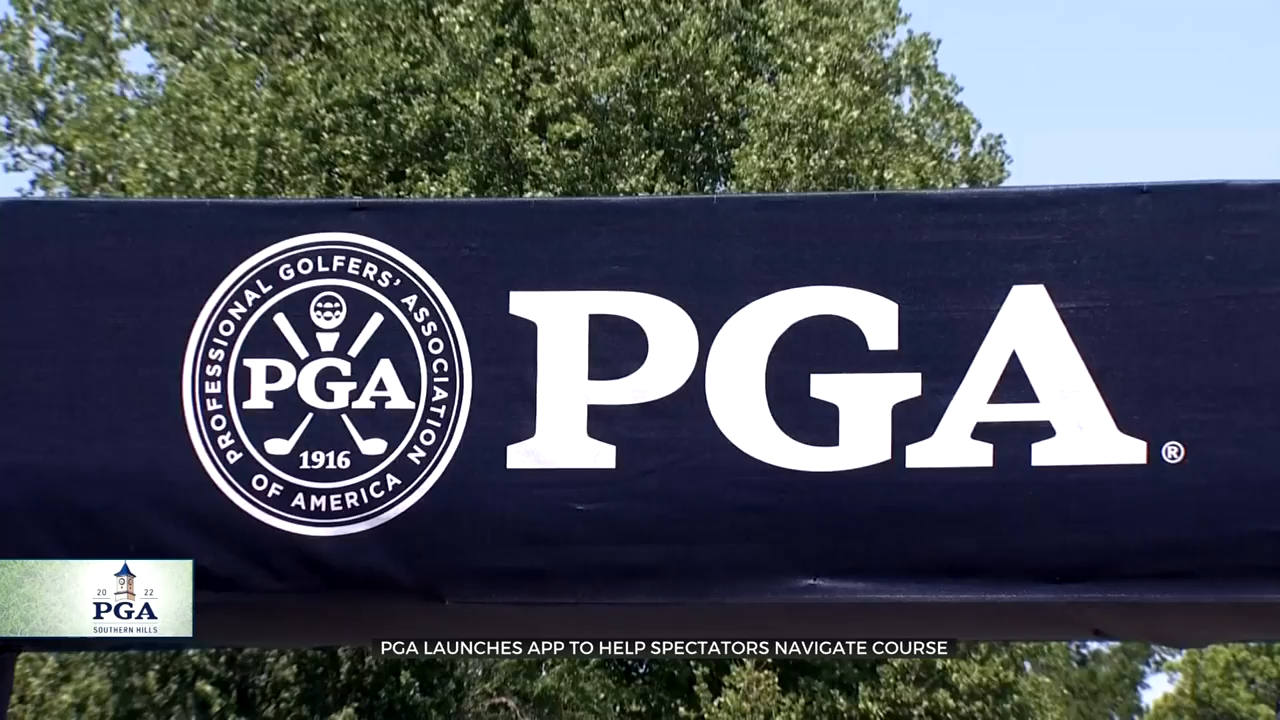 PROFESSIONAL GOLFERS' ASSOCIATION
OF AMERICA
PGA
1916
PGA®
20 22
PGA
SOUTHERN HILLS
PGA LAUNCHES APP TO HELP SPECTATORS NAVIGATE COURSE